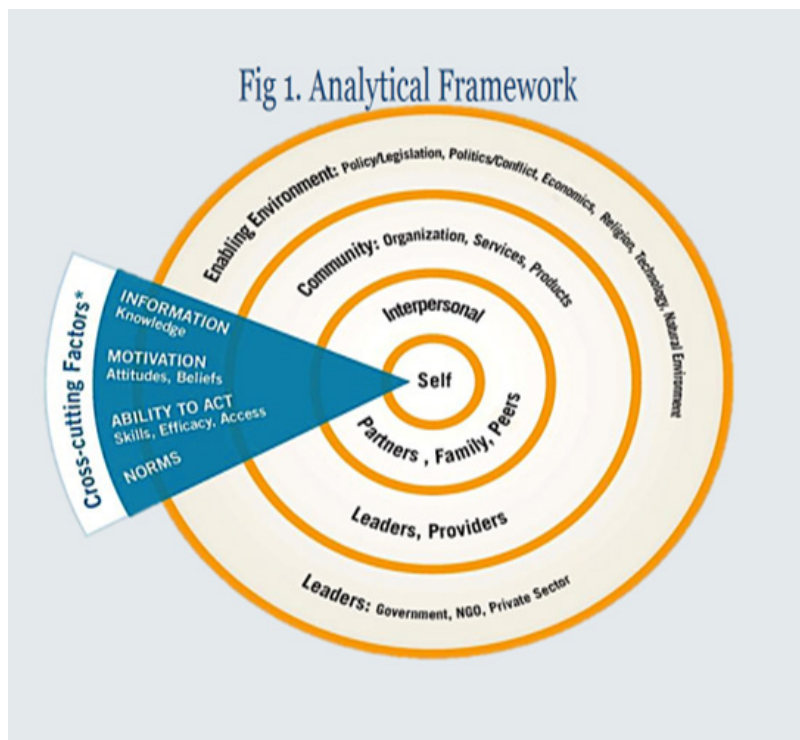 Fig 1. Analytical Framework
Enabling Environment: Policy/Legislation, Politics/Conflict, Economics, Religion, Technology, Natural Environment
Community: Organization, Services, Products
Interpersonal
Self
Partners , Family, Peers
Leaders, Providers
Leaders: Government, NGO, Private Sector
Cross-cutting Factors*
INFORMATION
Knowledge
MOTIVATION
Attitudes, Beliefs
ABILITY TO ACT
Skills, Efficacy, Access
NORMS